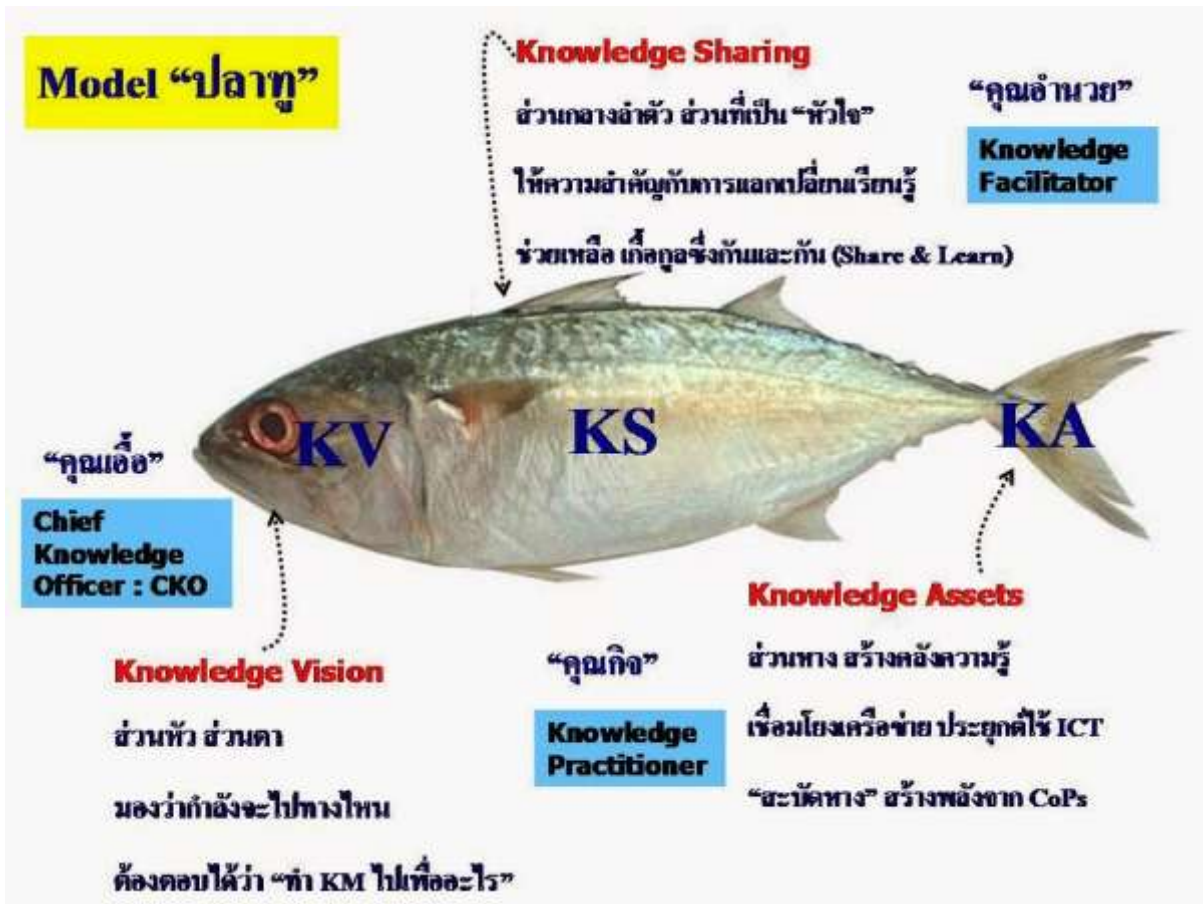 Model “ปลาทู”
Knowledge Sharing
ส่วนกลางลำตัว ส่วนที่เป็น “หัวใจ”
ให้ความสำคัญกับการแลกเปลี่ยนเรียนรู้
ช่วยเหลือ เกื้อกูลซึ่งกันและกัน (Share & Learn)
“คุณอำนวย”
Knowledge
Facilitator
KV
KS
KA
“คุณเอื้อ”
Chief
Knowledge
Officer : CKO
Knowledge Vision
ส่วนหัว ส่วนตา
มองว่ากำลังจะไปทางไหน
ต้องตอบได้ว่า “ทำ KM ไปเพื่ออะไร”
“คุณกิจ”
Knowledge
Practitioner
Knowledge Assets
ส่วนหาง สร้างคลังความรู้
เชื่อมโยงเครือข่าย ประยุกต์ใช้ ICT
“สะบัดหาง” สร้างพลังจาก CoPs